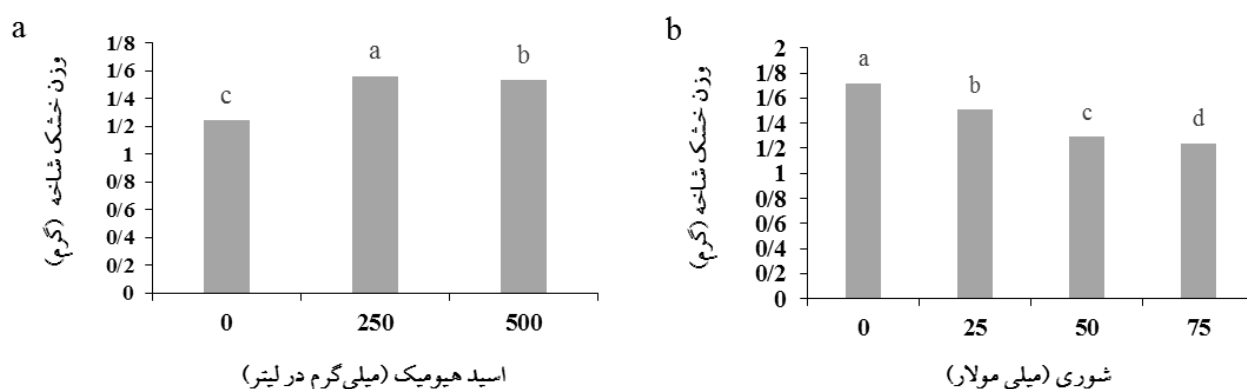 a
وزن خشک شاخه (گرم)
1/8
1/6
1/4
1/2
1
0/8
0/6
0/4
0/2
0
c
a
b
0 250 500
اسید هیومیک (میلی‌گرم در لیتر)
b
وزن خشک شاخه (گرم)
2
1/8
1/6
1/4
1/2
1
0/8
0/6
0/4
0/2
0
a
b
c
d
0 25 50 75
شوری (میلی مولار)